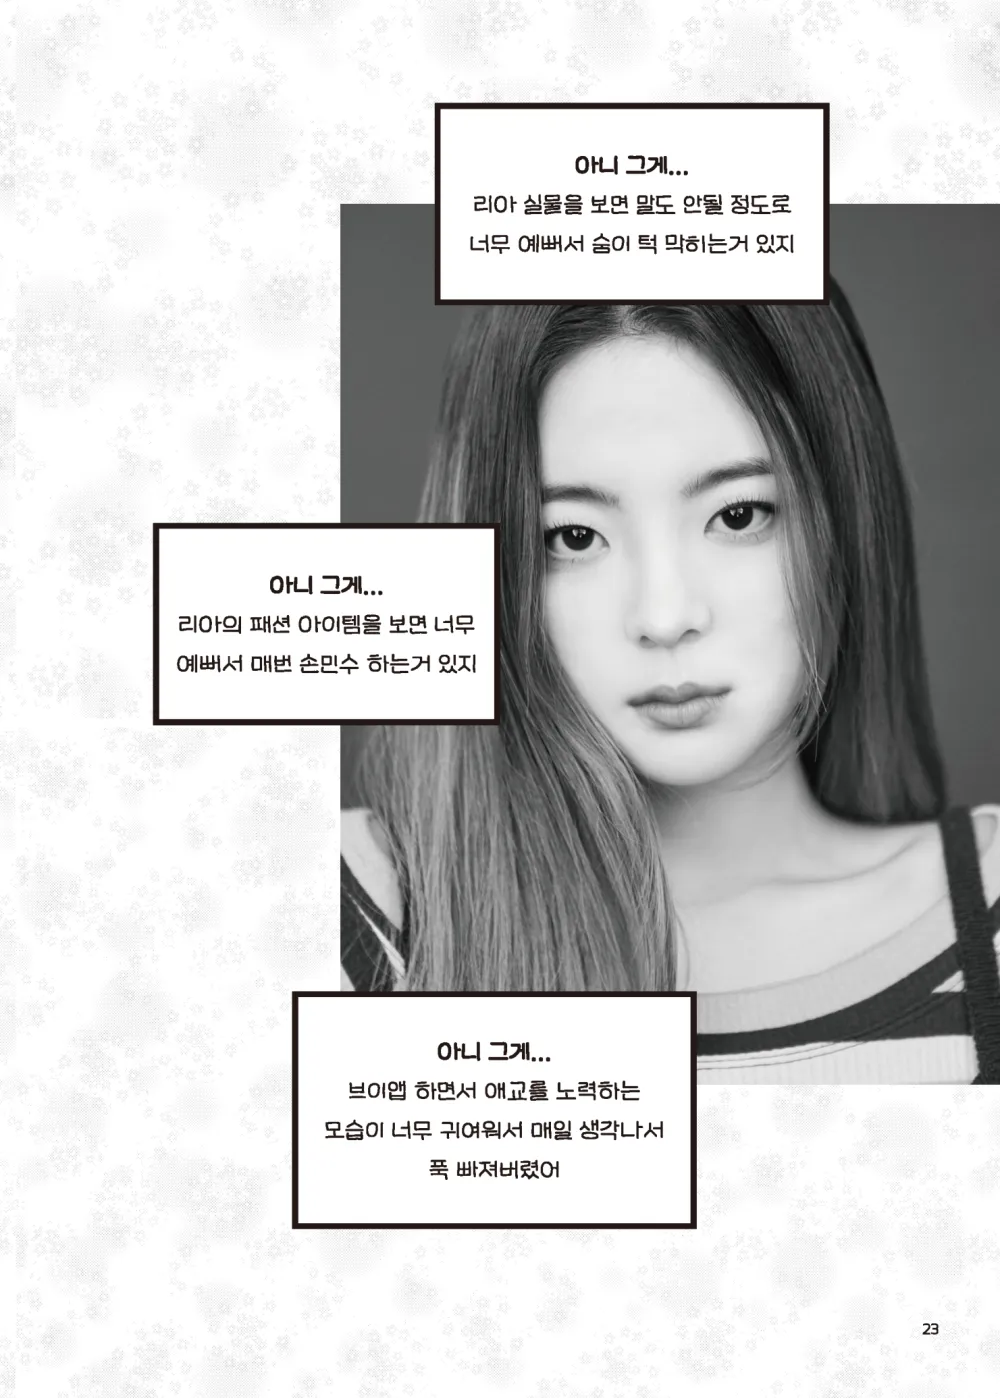 아니 그게...
리아 실물을 보면 말도 안될 정도로
너무 예뻐서 숨이 턱 막히는거 있지
아니 그게...
리아의 패션 아이템을 보면 너무
예뻐서 매번 손민수 하는거 있지
아니 그게...
브이앱 하면서 애교를 노력하는
모습이 너무 귀여워서 매일 생각나서
푹 빠져버렸어
23